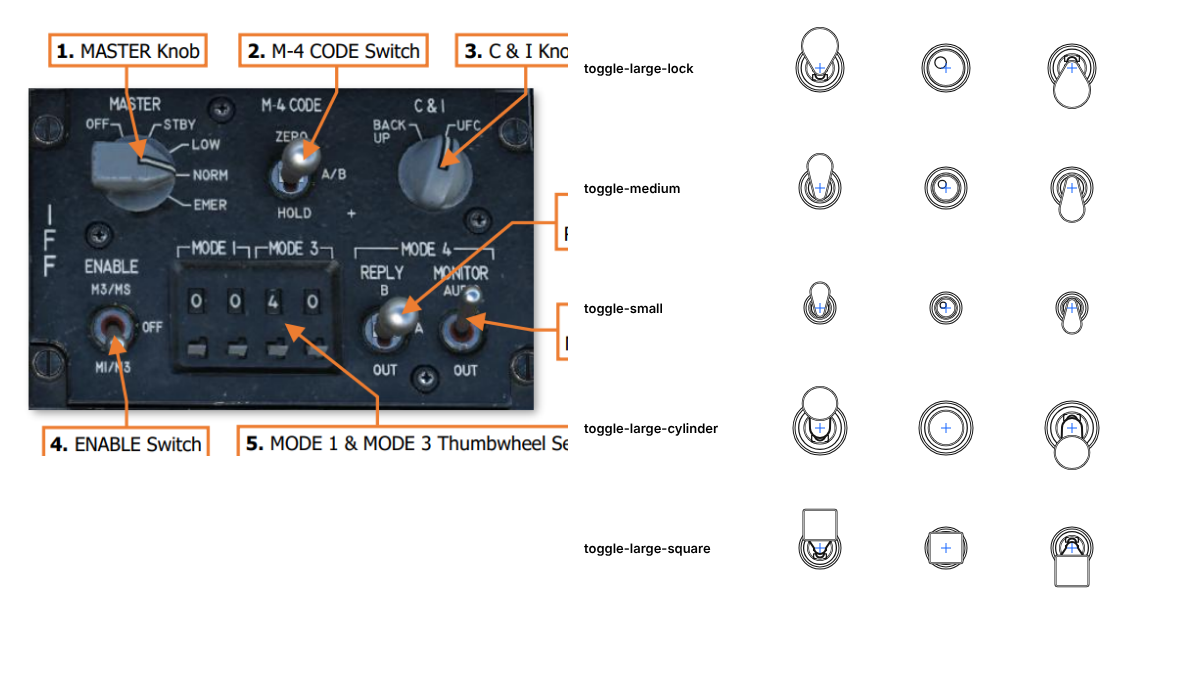 1. MASTER Knob
2. M-4 CODE Switch
3. C & I
MASTER
M-4 CODE
C & I
OFF
STBY
LOW
NORM
EMER
ZERO
A/B
HOLD
BACK
UP
UFC
IFF
MODE 1
MODE 3
MODE 4
ENABLE
M3/MS
OFF
M1/M3
0 0 4 0
REPLY
B
A
OUT
MONITOR
AUDIO
OUT
4. ENABLE Switch
5. MODE 1 & MODE 3 Thumbwheel
toggle-large-lock
toggle-medium
toggle-small
toggle-large-cylinder
toggle-large-square